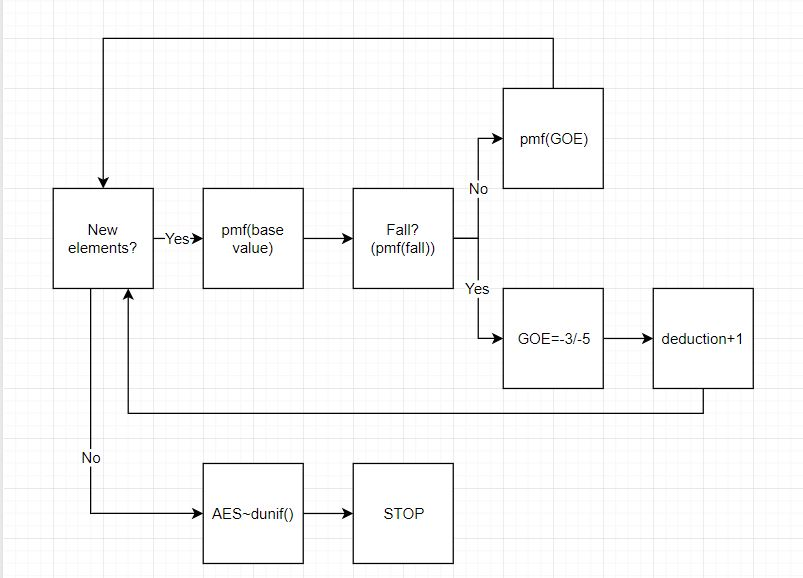 pmf(GOE)
No
New
elements?
Yes
pmf(base
value)
Fall?
(pmf(fall))
Yes
GOE=-3/-5
deduction+1
No
AES~dunif()
STOP